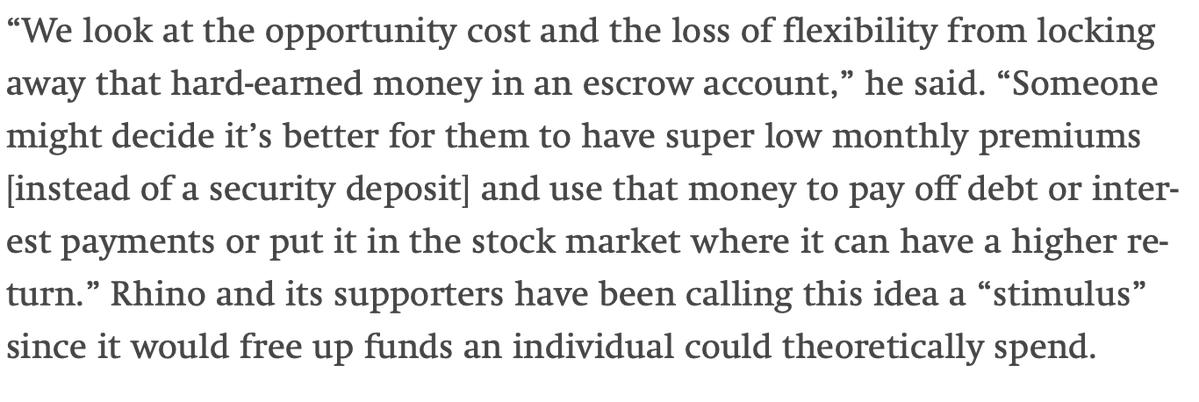 “We look at the opportunity cost and the loss of flexibility from locking
away that hard-earned money in an escrow account,” he said. “Someone
might decide it’s better for them to have super low monthly premiums
[instead of a security deposit] and use that money to pay off debt or inter-
est payments or put it in the stock market where it can have a higher re-
turn.” Rhino and its supporters have been calling this idea a “stimulus”
since it would free up funds an individual could theoretically spend.